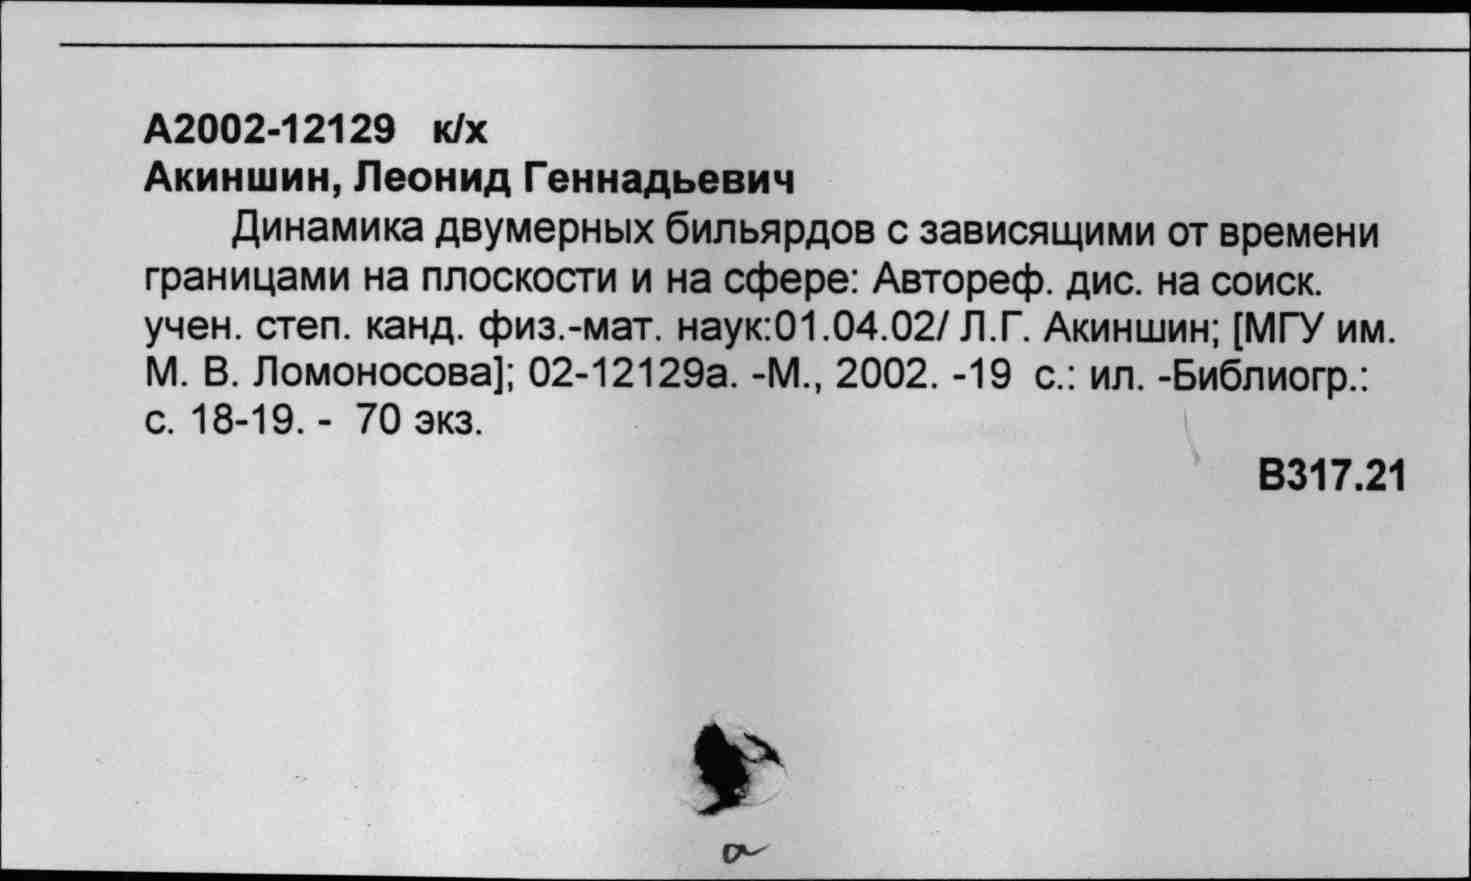 А2002-12129 к/х
Акиншин, Леонид Геннадьевич
Динамика двумерных бильярдов с зависящими от времени
границами на плоскости и на сфере: Автореф. дис. на соиск.
учен. степ. канд. физ.-мат. наук:01.04.02/ Л.Г. Акиншин; [МГУ им.
М. В. Ломоносова]; 02-12129а. -М., 2002. -19 с.: ил. -Библиогр.:
с. 18-19. - 70 экз.
В317.21